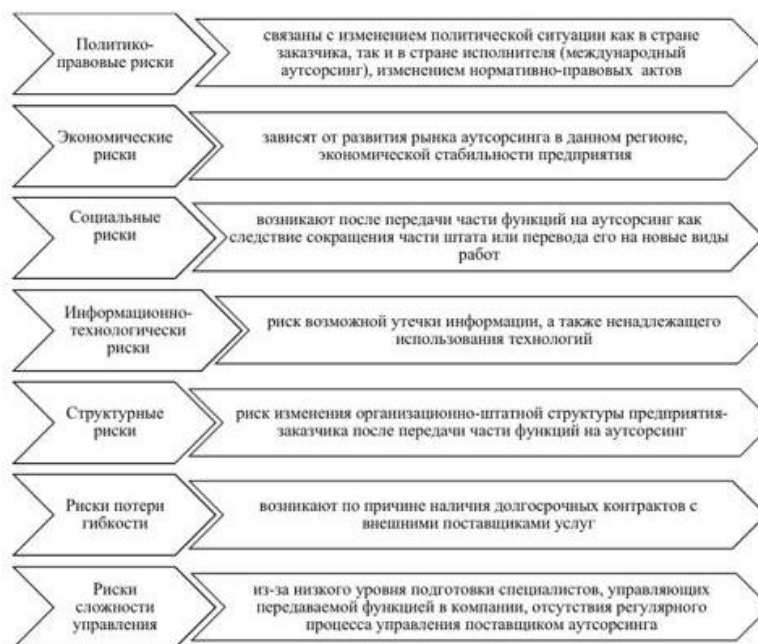 Политико-
правовые риски
связаны с изменением политической ситуации как в стране
заказчика, так и в стране исполнителя (международный
аутсорсинг), изменением нормативно-правовых актов
Экономические
риски
зависят от развития рынка аутсорсинга в данном регионе,
экономической стабильности предприятия
Социальные
риски
возникают после передачи части функций на аутсорсинг как
следствие сокращения части штата или перевода его на новые виды
работ
Информационно-
технологически
риски
риск возможной утечки информации, а также ненадлежащего
использования технологий
Структурные
риски
риск изменения организационно-штатной структуры предприятия-
заказчика после передачи части функций на аутсорсинг
Риски потери
гибкости
возникают по причине наличия долгосрочных контрактов с
внешними поставщиками услуг
Риски
сложности
управления
из-за низкого уровня подготовки специалистов, управляющих
передаваемой функцией в компании, отсутствия регулярного
процесса управления поставщиком аутсорсинга